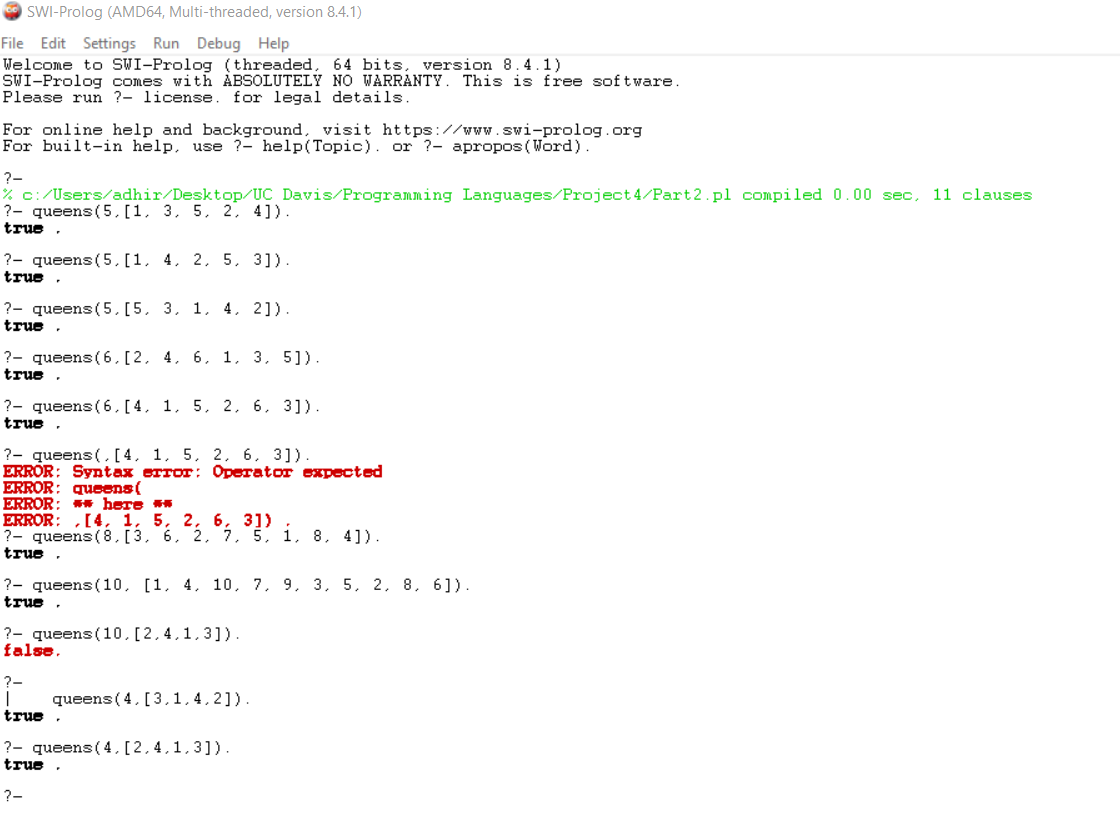 SWI-Prolog (AMD64, Multi-threaded, version 8.4.1)
File Edit Settings Run Debug Help
Welcome to SWI-Prolog (threaded, 64 bits, version 8.4.1)
SWI-Prolog comes with ABSOLUTELY NO WARRANTY. This is free software.
Please run ?- license. for legal details.
For online help and background, visit https://www.swi-prolog.org
For built-in help, use ?- help(Topic). or ?- apropos(Word).
?-
% c:/Users/adhir/Desktop/UC Davis/Programming Languages/Project4/Part2.pl compiled 0.00 sec, 11 clauses
?- queens(5,[1, 3, 5, 2, 4]).
true .
?- queens(5,[1, 4, 2, 5, 3]).
true .
?- queens(5,[5, 3, 1, 4, 2]).
true .
?- queens(6,[2, 4, 6, 1, 3, 5]).
true .
?- queens(6,[4, 1, 5, 2, 6, 3]).
true .
?- queens(,[4, 1, 5, 2, 6, 3]).
ERROR: Syntax error: Operator expected
ERROR: queens(
ERROR: ** here **
ERROR: ,[4, 1, 5, 2, 6, 3]) .
?- queens(8,[3, 6, 2, 7, 5, 1, 8, 4]).
true .
?- queens(10, [1, 4, 10, 7, 9, 3, 5, 2, 8, 6]).
true .
?- queens(10,[2,4,1,3]).
false.
?-
| queens(4,[3,1,4,2]).
true .
?- queens(4,[2,4,1,3]).
true .
?-